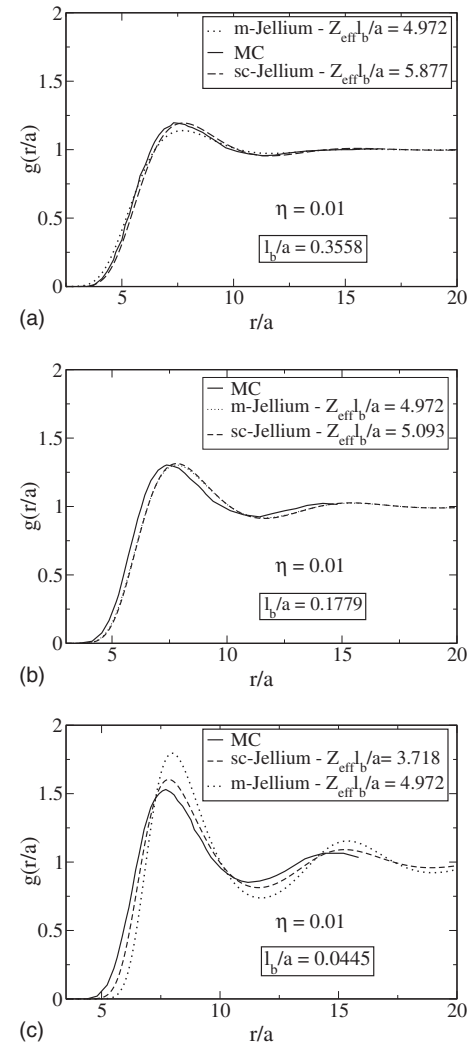 2
m-Jellium - Z_eff l_b/a = 4.972
MC
sc-Jellium - Z_eff l_b/a = 5.877
1.5
g(r/a)
1
0.5
η = 0.01
l_b/a = 0.3558
0
5 10 15 20
(a)
r/a
2
MC
m-Jellium - Z_eff l_b/a = 4.972
sc-Jellium - Z_eff l_b/a = 5.093
1.5
g(r/a)
1
0.5
η = 0.01
l_b/a = 0.1779
0
5 10 15 20
(b)
r/a
2
MC
sc-Jellium - Z_eff l_b/a= 3.718
m-Jellium - Z_eff l_b/a = 4.972
1.5
g(r/a)
1
0.5
η = 0.01
l_b/a = 0.0445
0
5 10 15 20
(c)
r/a